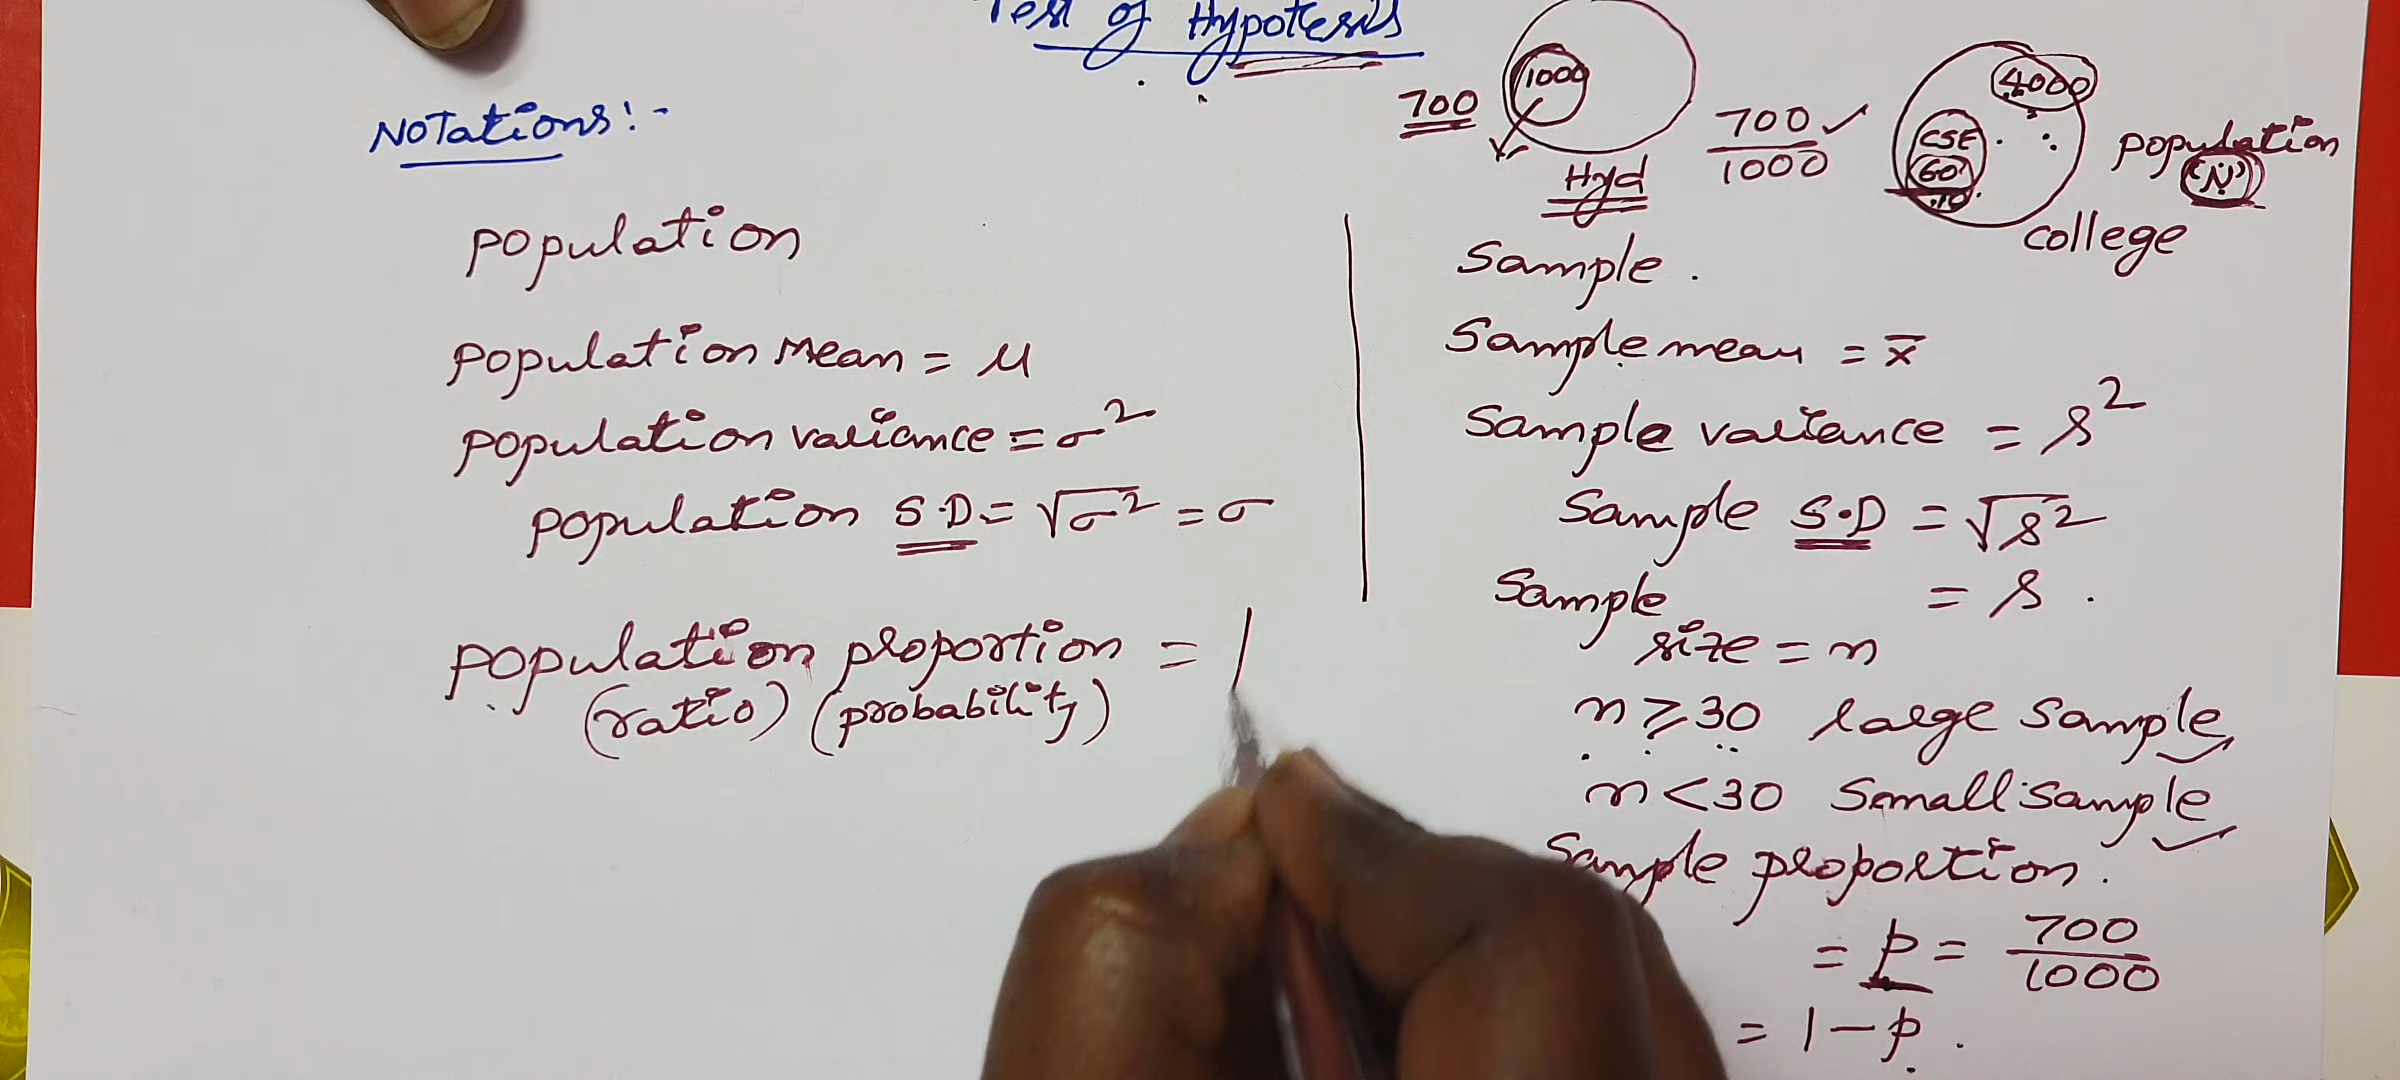 Test of Hypotesis
NOTations:-
700
1000
Hyd
700
1000
4000
CSE
60
population
(N)
college
population
population mean = μ
population variance = σ²
population S.D = √σ² = σ
population proportion =
(ratio) (probability)
Sample.
Sample mean = x̄
Sample variance = s²
Sample S.D = √s²
= s.
Sample
size = n
n ≥ 30 large sample
n < 30 Small sample
Sample proportion.
= p = 700/1000
= 1 - p.